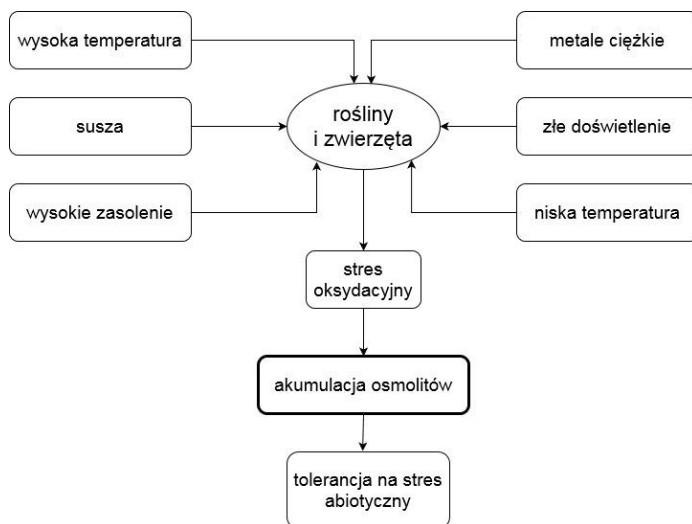 wysoka temperatura
metale ciężkie
rośliny
i zwierzęta
susza
złe doświetlenie
wysokie zasolenie
niska temperatura
stres
oksydacyjny
akumulacja osmolitów
tolerancja na stres
abiotyczny